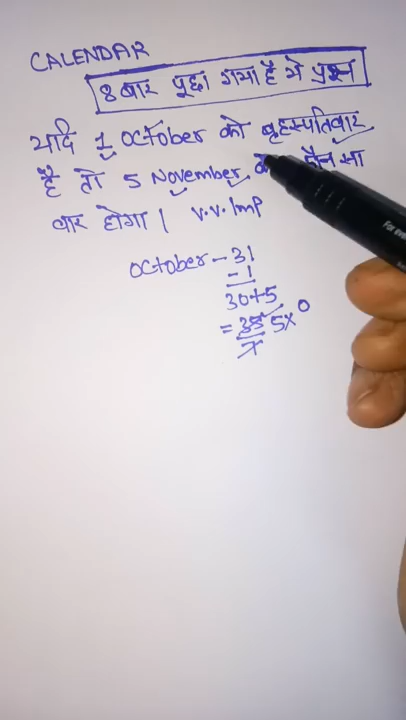 CALENDAR
8 बार पूछा गया है ये प्रश्न
यदि 1 October को बृहस्पतिवार
है तो 5 November कौन सा
वार होगा। V.V. Imp
October - 31
- 1
30+5
= 35 5x 0
7